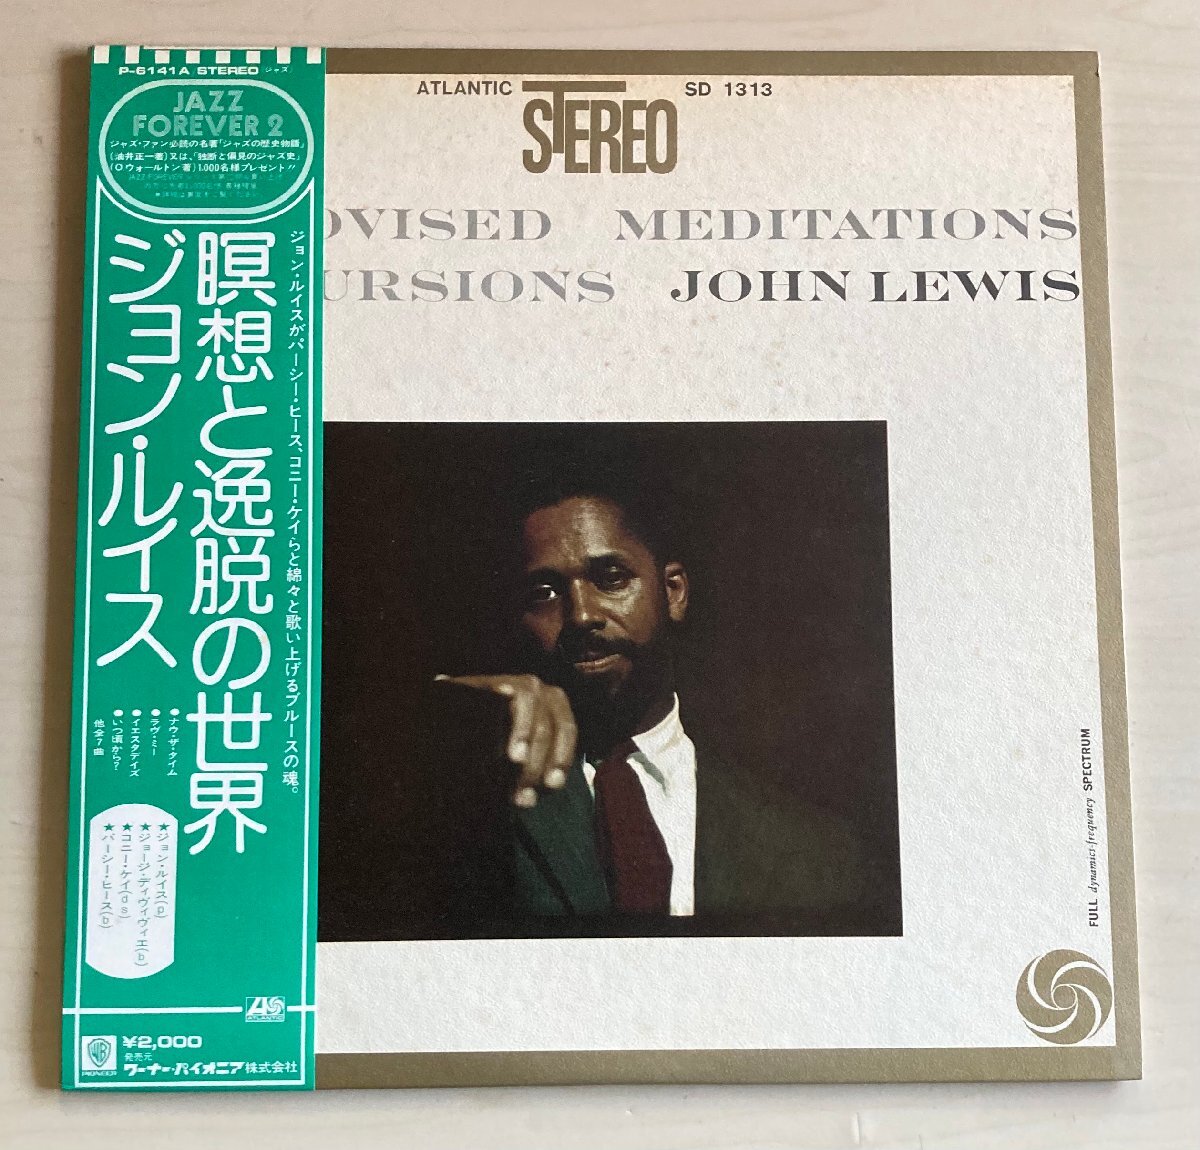 P-6141A STEREO (ジャズ)
JAZZ
FOREVER 2
ジャズ・ファン必読の名著「ジャズの歴史物語」
(油井正一著)又は、「独断と偏見のジャズ史」
(O.ウォールトン著)1,000名様プレゼント!!
ジョン・ルイスがパーシー・ヒース、コニー・ケイらと綿々と歌い上げるブルースの魂。
瞑想と逸脱の世界
ジョン・ルイス
●ナウ・ザ・タイム
●ラヴ・ミー
●イエスタデイズ
●いつ頃から?
他全7曲
★ジョン・ルイス(p)
★ジョージ・ディヴィヴィエ(b)
★コニー・ケイ(ds)
★パーシー・ヒース(b)
ATLANTIC
PIONEER
¥2,000
発売元
ワーナー・パイオニア株式会社
ATLANTIC STEREO SD 1313
OVISED MEDITATIONS
URSIONS JOHN LEWIS
FULL dynamics-frequency SPECTRUM